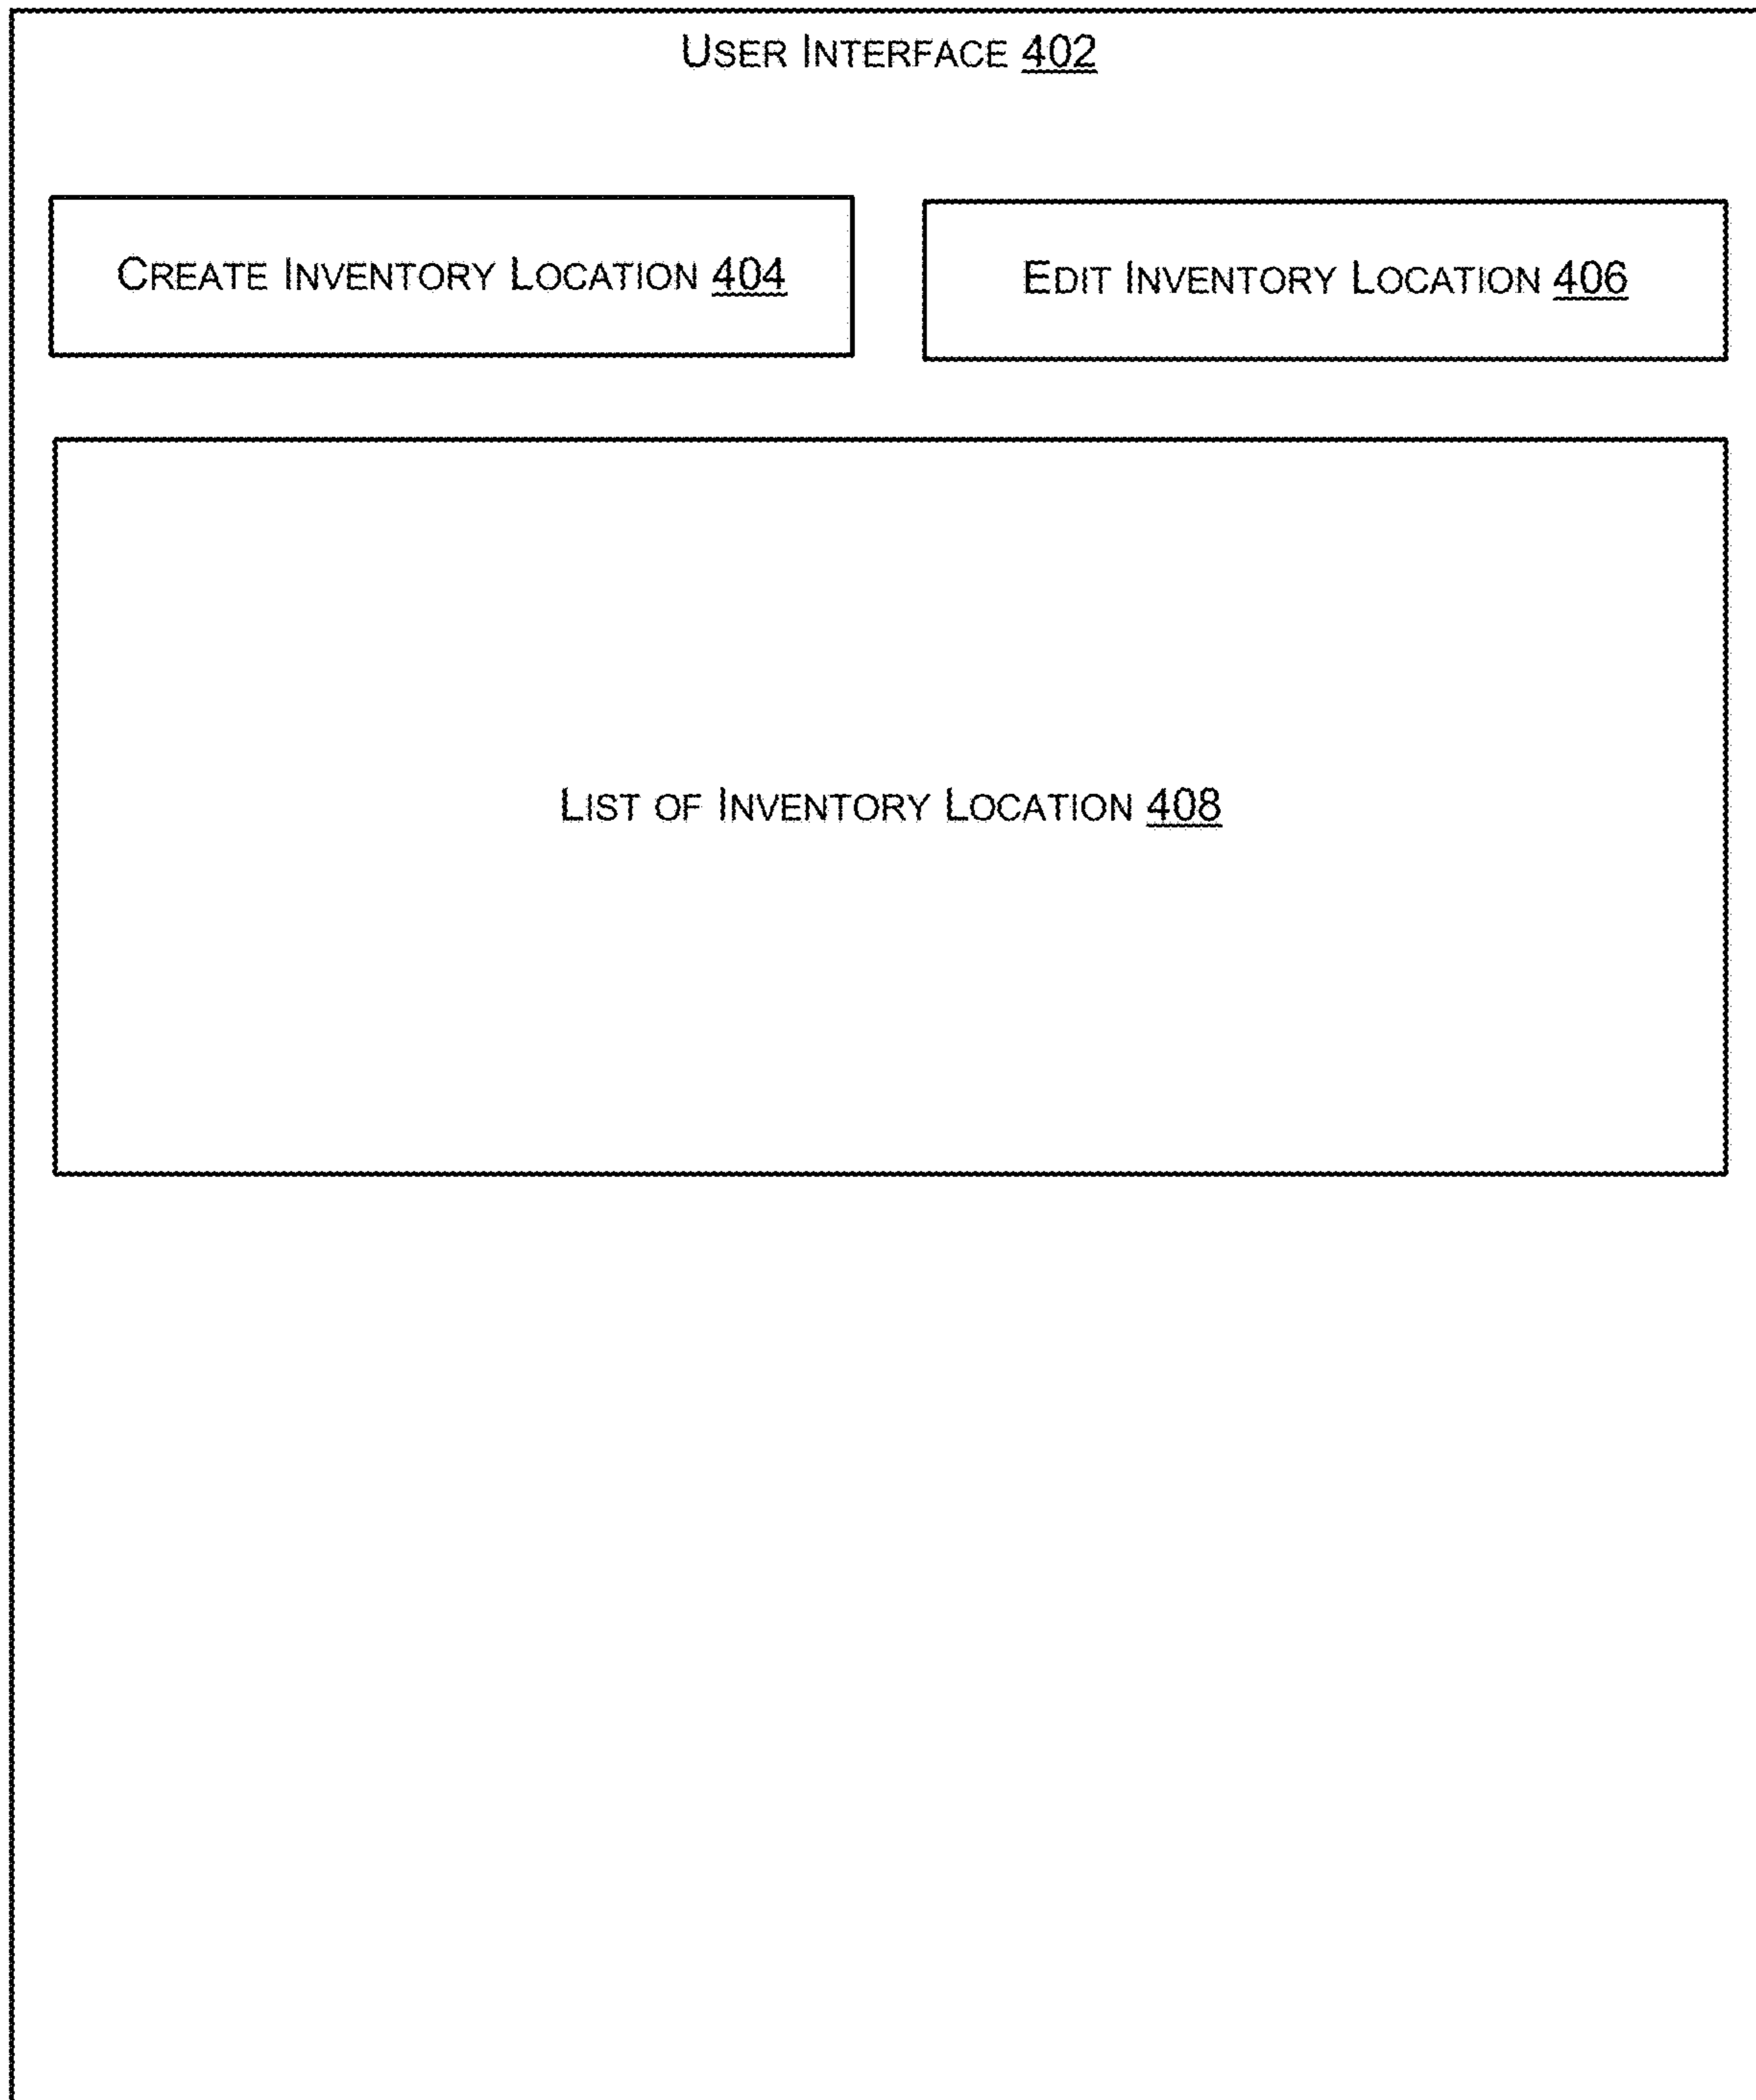 USER INTERFACE 402
CREATE INVENTORY LOCATION 404
EDIT INVENTORY LOCATION 406
LIST OF INVENTORY LOCATION 408